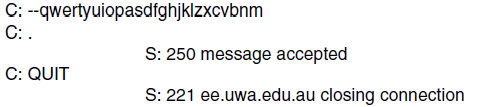 C: --qwertyuiopasdfghjklzxcvbnm
C: .
S: 250 message accepted
C: QUIT
S: 221 ee.uwa.edu.au closing connection